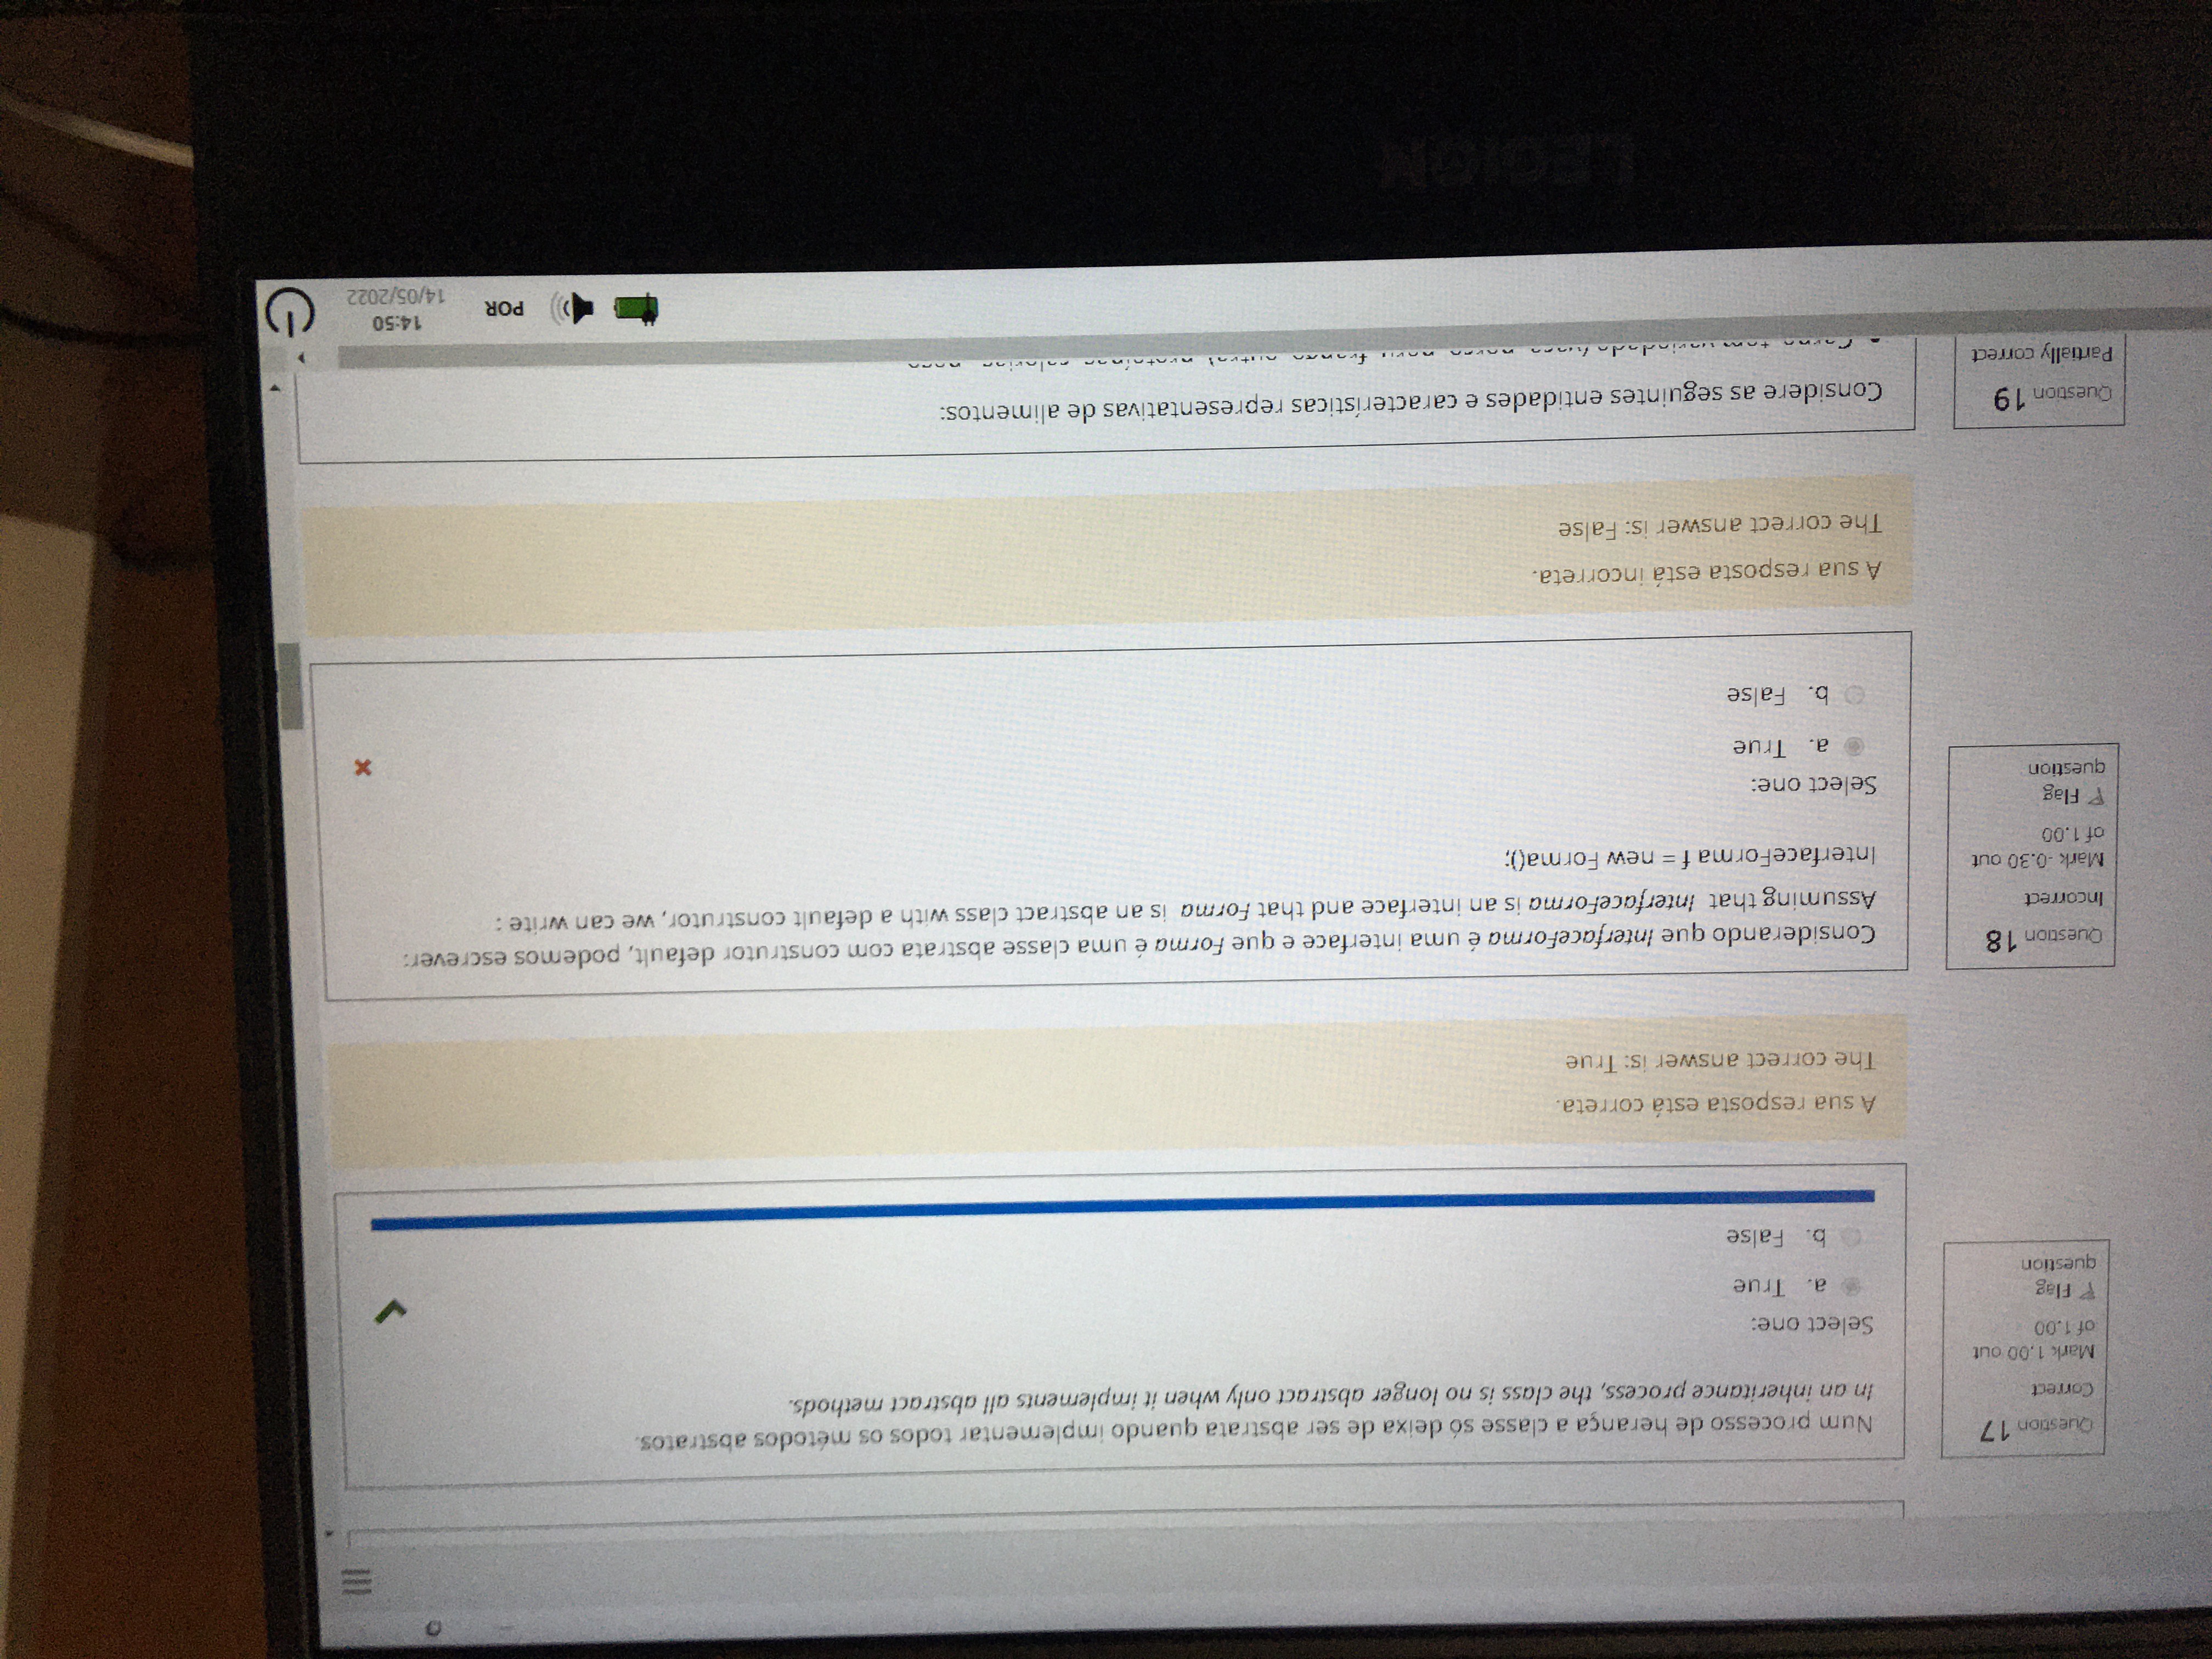 Question 17
Correct
Mark 1.00 out
of 1.00
Flag
question
Num processo de herança a classe só deixa de ser abstrata quando implementar todos os métodos abstratos.
In an inheritance process, the class is no longer abstract only when it implements all abstract methods.
Select one:
a. True
b. False
A sua resposta está correta.
The correct answer is: True
Question 18
Incorrect
Mark -0.30 out
of 1.00
Flag
question
Considerando que InterfaceForma é uma interface e que Forma é uma classe abstrata com construtor default, podemos escrever:
Assuming that InterfaceForma is an interface and that Forma is an abstract class with a default construtor, we can write :
InterfaceForma f = new Forma();
Select one:
a. True
b. False
A sua resposta está incorreta.
The correct answer is: False
Question 19
Partially correct
Considere as seguintes entidades e características representativas de alimentos:
POR
14:50
14/05/2022
LEGION